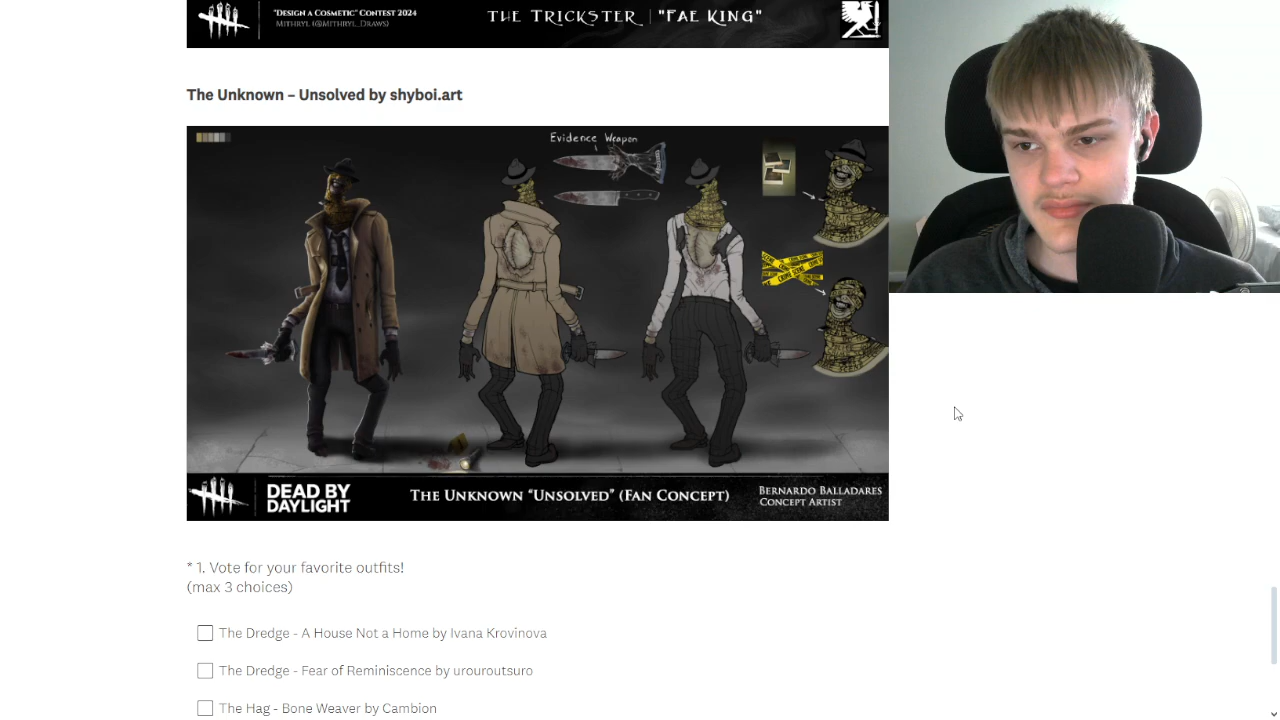 "DESIGN A COSMETIC" CONTEST 2024
MITHRYL (@MITHRYL_DRAWS)
THE TRICKSTER | "FAE KING"
The Unknown – Unsolved by shyboi.art
Evidence Weapon
DEAD BY
DAYLIGHT
THE UNKNOWN "UNSOLVED" (FAN CONCEPT)
BERNARDO BALLADARES
CONCEPT ARTIST
* 1. Vote for your favorite outfits!
(max 3 choices)
The Dredge - A House Not a Home by Ivana Krovinova
The Dredge - Fear of Reminiscence by urouroutsuro
The Hag - Bone Weaver by Cambion